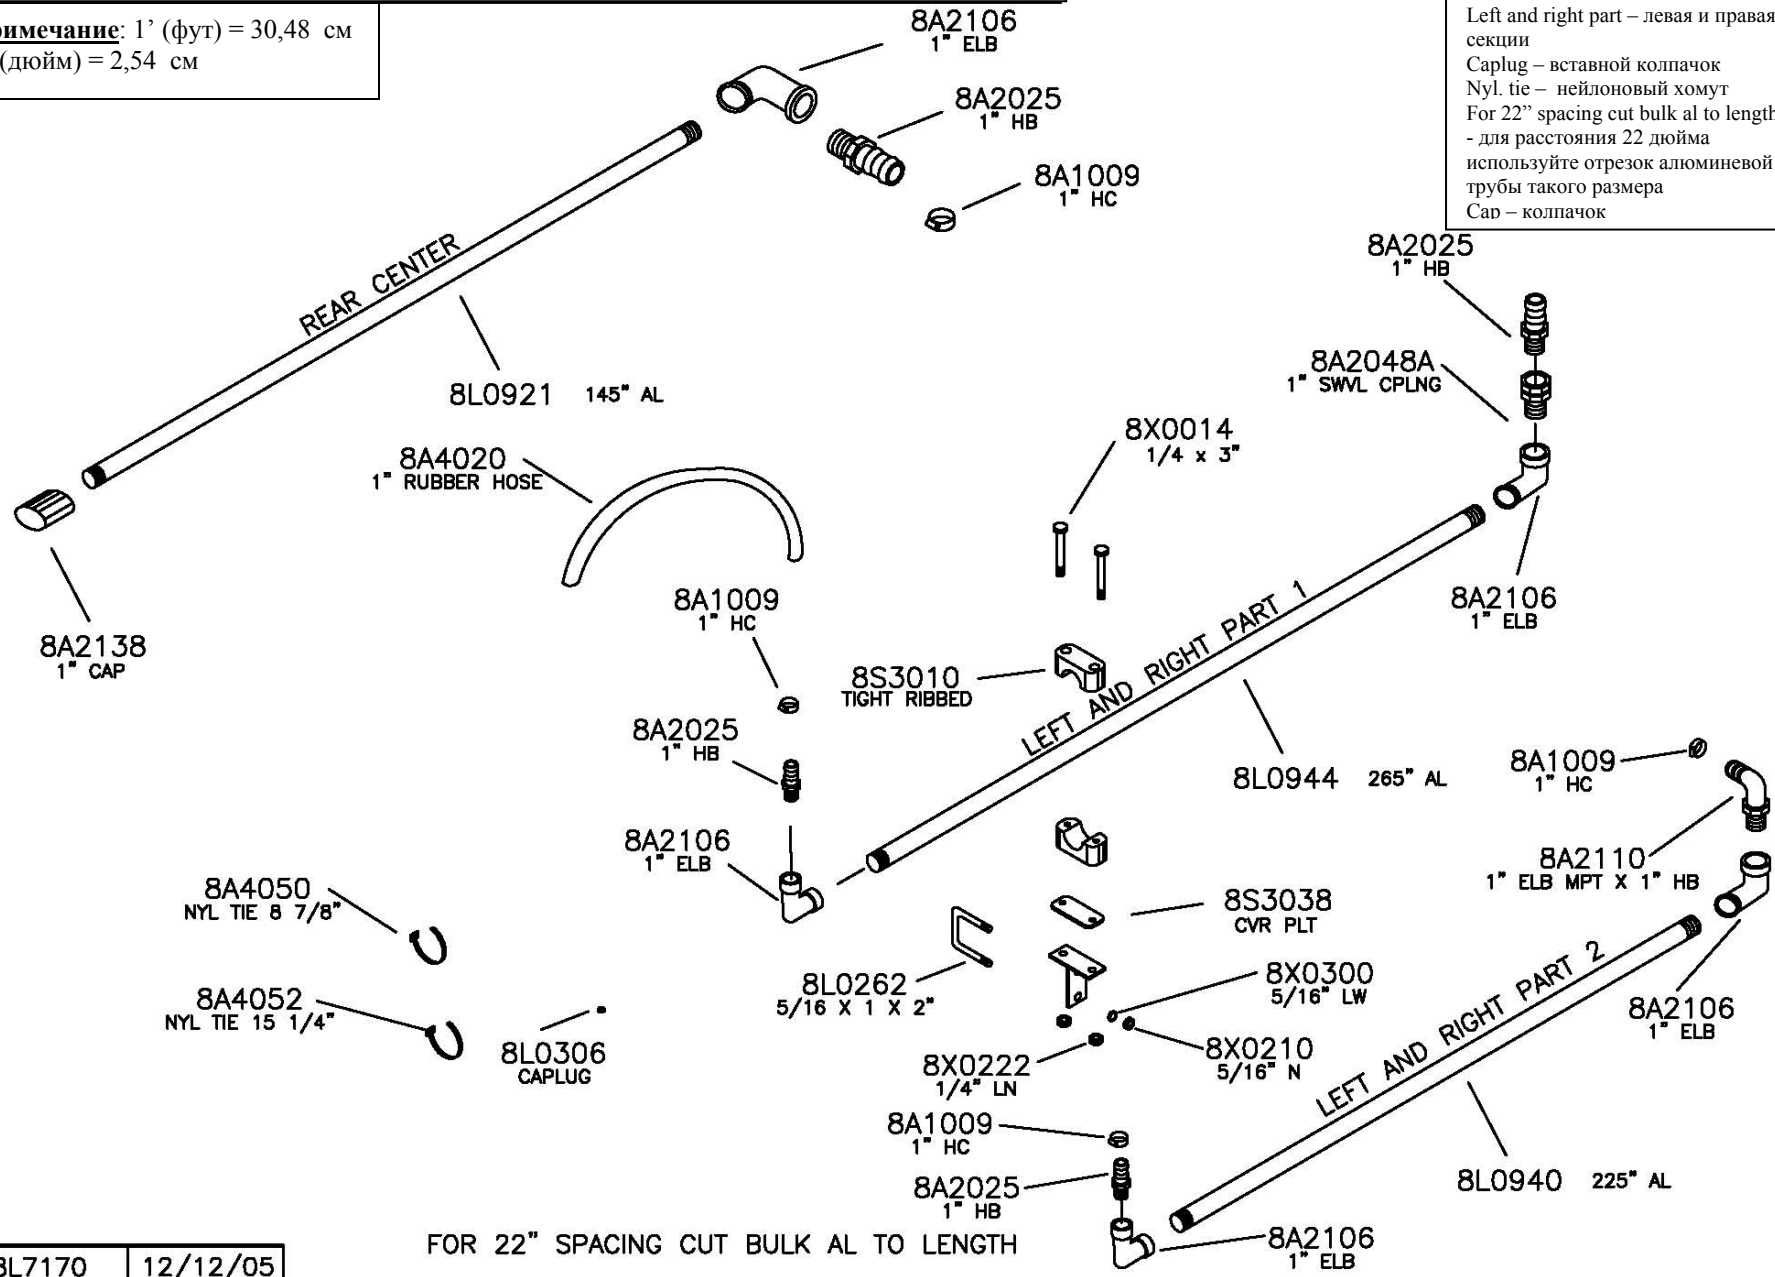 римечание: 1’ (фут) = 30,48 см
(дюйм) = 2,54 см
Left and right part – левая и правая
секции
Caplug – вставной колпачок
Nyl. tie – нейлоновый хомут
For 22” spacing cut bulk al to length
- для расстояния 22 дюйма
используйте отрезок алюминевой
трубы такого размера
Cap – колпачок
8A2106
1" ELB
8A2025
1" HB
8A1009
1" HC
REAR CENTER
8L0921 145" AL
8A4020
1" RUBBER HOSE
8A2138
1" CAP
8A2025
1" HB
8A2048A
1" SWVL CPLNG
8X0014
1/4 x 3"
8A2106
1" ELB
8A1009
1" HC
8S3010
TIGHT RIBBED
LEFT AND RIGHT PART 1
8A2025
1" HB
8L0944 265" AL
8A1009
1" HC
8A2106
1" ELB
8A2110
1" ELB MPT X 1" HB
8A4050
NYL TIE 8 7/8"
8S3038
CVR PLT
8L0262
5/16 X 1 X 2"
8X0300
5/16" LW
8A4052
NYL TIE 15 1/4"
8A2106
1" ELB
8L0306
CAPLUG
8X0222
1/4" LN
8X0210
5/16" N
LEFT AND RIGHT PART 2
8A1009
1" HC
8A2025
1" HB
8L0940 225" AL
8A2106
1" ELB
FOR 22" SPACING CUT BULK AL TO LENGTH
8L7170 12/12/05